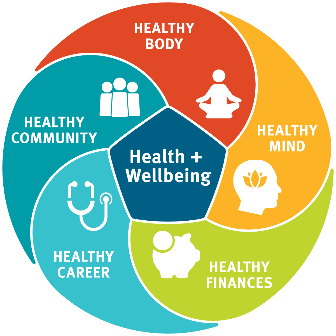 HEALTHY
BODY
HEALTHY
MIND
HEALTHY
FINANCES
HEALTHY
CAREER
HEALTHY
COMMUNITY
Health +
Wellbeing